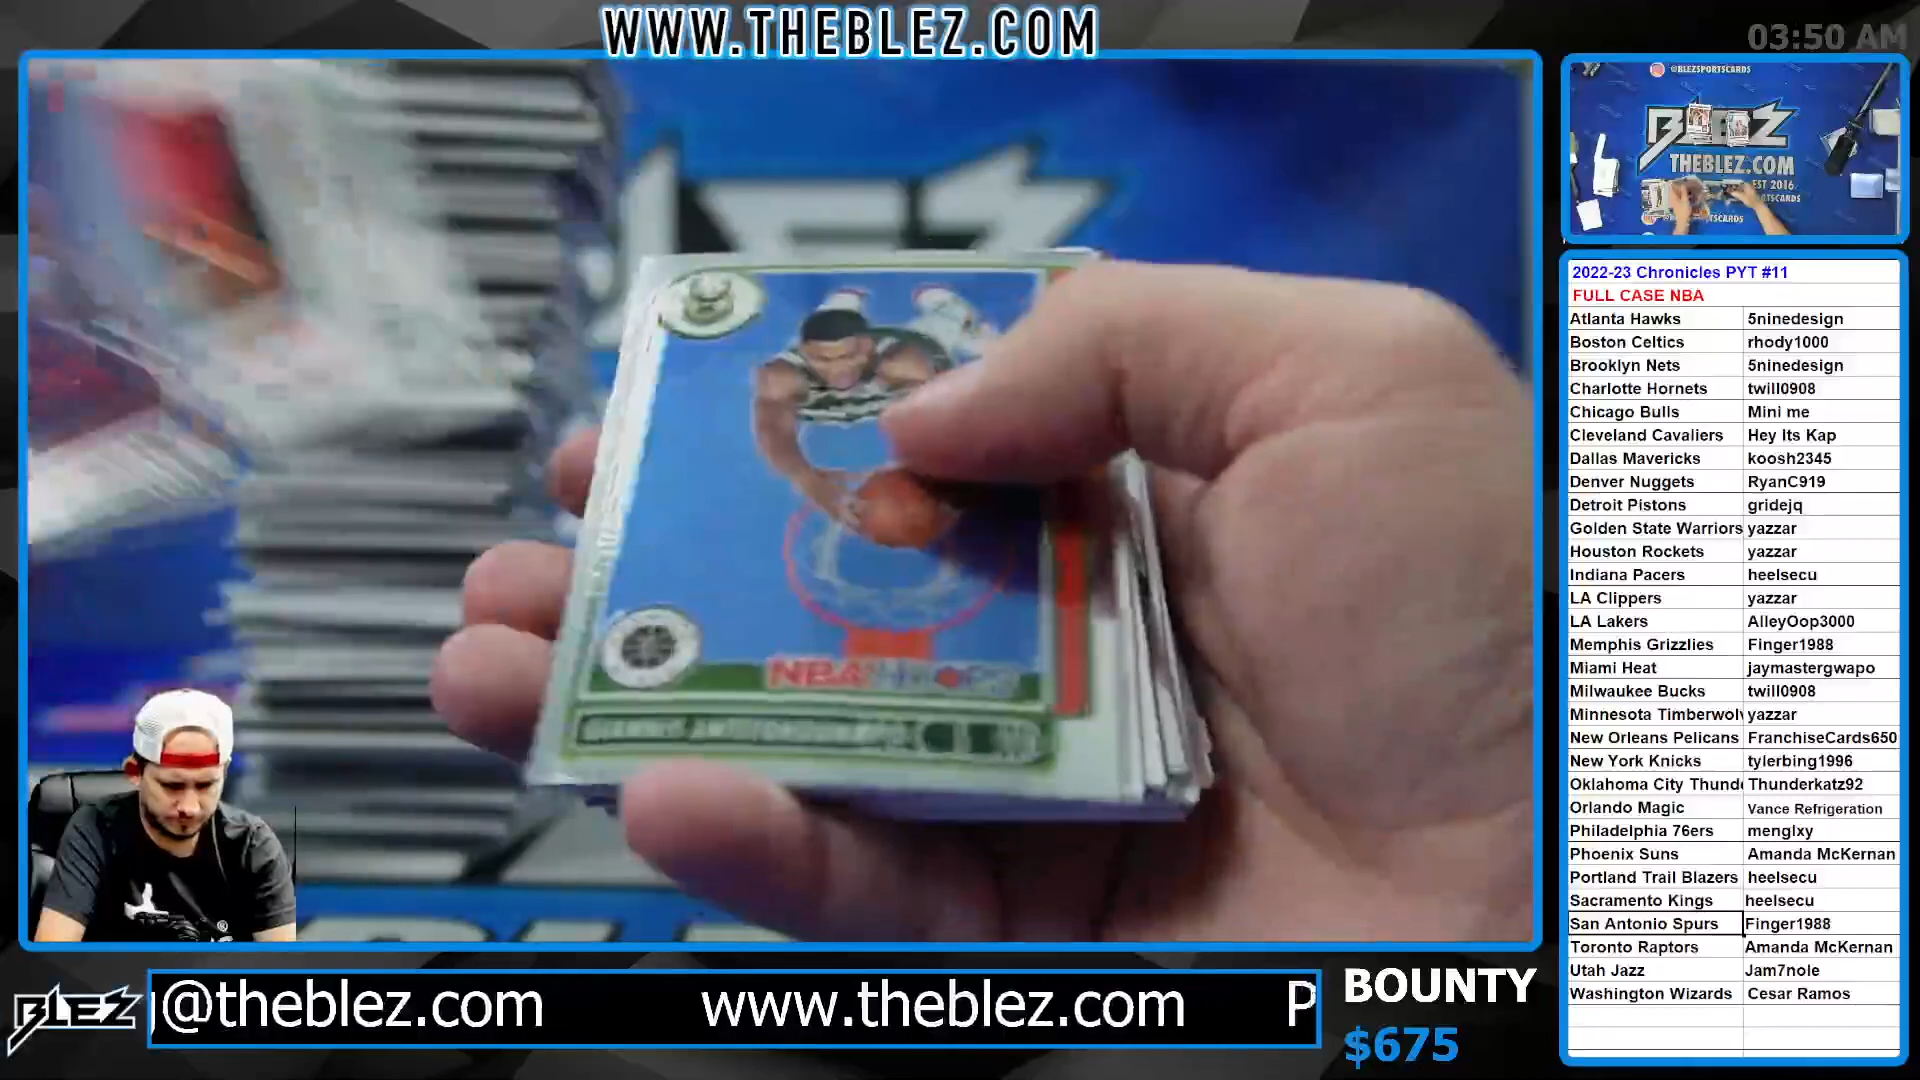 WWW.THEBLEZ.COM
03:50 AM
@BLEZSPORTSCARDS
BLEZ
THEBLEZ.COM
EST 2016
TSCARDS
TSCARDS
LEZ
NBA HOOPS
2022-23 Chronicles PYT #11
FULL CASE NBA
Atlanta Hawks 5ninedesign
Boston Celtics rhody1000
Brooklyn Nets 5ninedesign
Charlotte Hornets twill0908
Chicago Bulls Mini me
Cleveland Cavaliers Hey Its Kap
Dallas Mavericks koosh2345
Denver Nuggets RyanC919
Detroit Pistons gridejq
Golden State Warriors yazzar
Houston Rockets yazzar
Indiana Pacers heelsecu
LA Clippers yazzar
LA Lakers AlleyOop3000
Memphis Grizzlies Finger1988
Miami Heat jaymastergwapo
Milwaukee Bucks twill0908
Minnesota Timberwolv yazzar
New Orleans Pelicans FranchiseCards650
New York Knicks tylerbing1996
Oklahoma City Thund Thunderkatz92
Orlando Magic Vance Refrigeration
Philadelphia 76ers menglxy
Phoenix Suns Amanda McKernan
Portland Trail Blazers heelsecu
Sacramento Kings heelsecu
San Antonio Spurs Finger1988
Toronto Raptors Amanda McKernan
Utah Jazz Jam7nole
Washington Wizards Cesar Ramos
BLEZ
@theblez.com www.theblez.com P
BOUNTY
$675